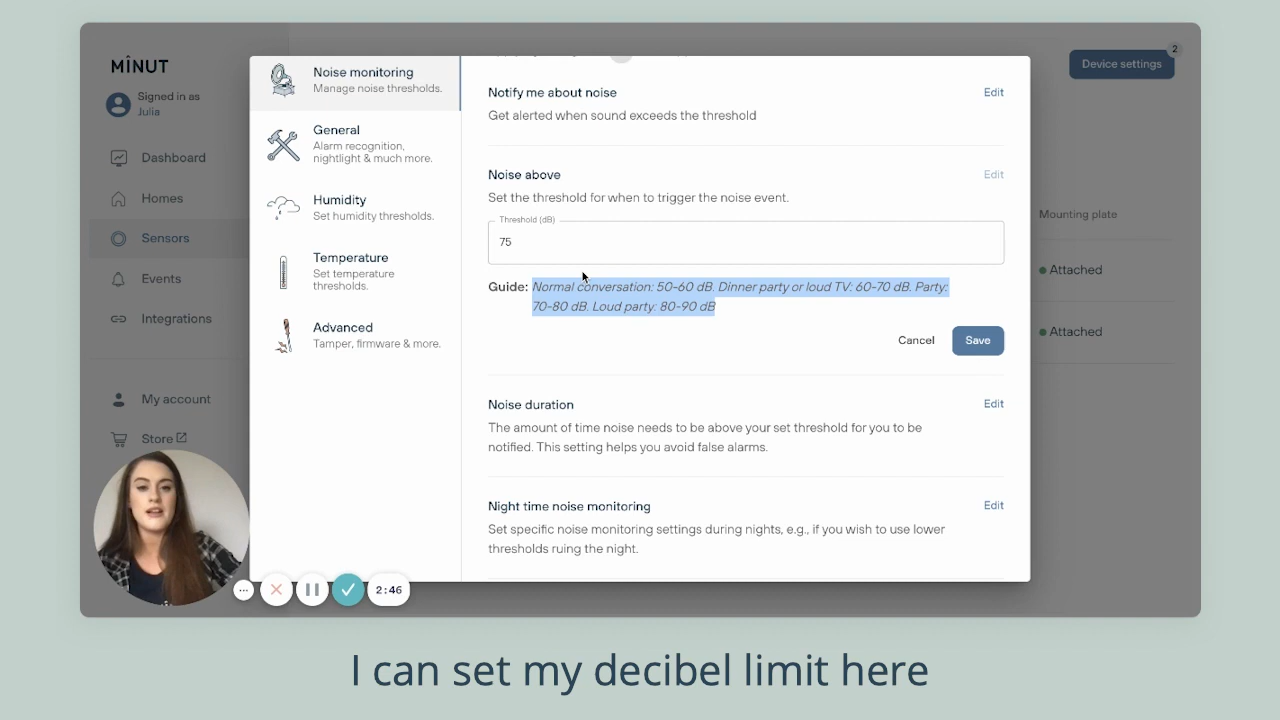 MINUT
Signed in as
Julia
Dashboard
Homes
Sensors
Events
Integrations
My account
Store
Noise monitoring
Manage noise thresholds.
General
Alarm recognition,
nightlight & much more.
Humidity
Set humidity thresholds.
Temperature
Set temperature
thresholds.
Advanced
Tamper, firmware & more.
Notify me about noise
Edit
Get alerted when sound exceeds the threshold
Noise above
Edit
Set the threshold for when to trigger the noise event.
Threshold (dB)
75
Guide: Normal conversation: 50-60 dB. Dinner party or loud TV: 60-70 dB. Party:
70-80 dB. Loud party: 80-90 dB
Cancel
Save
Noise duration
Edit
The amount of time noise needs to be above your set threshold for you to be
notified. This setting helps you avoid false alarms.
Night time noise monitoring
Edit
Set specific noise monitoring settings during nights, e.g., if you wish to use lower
thresholds ruing the night.
2
Device settings
Mounting plate
Attached
Attached
2:46
I can set my decibel limit here